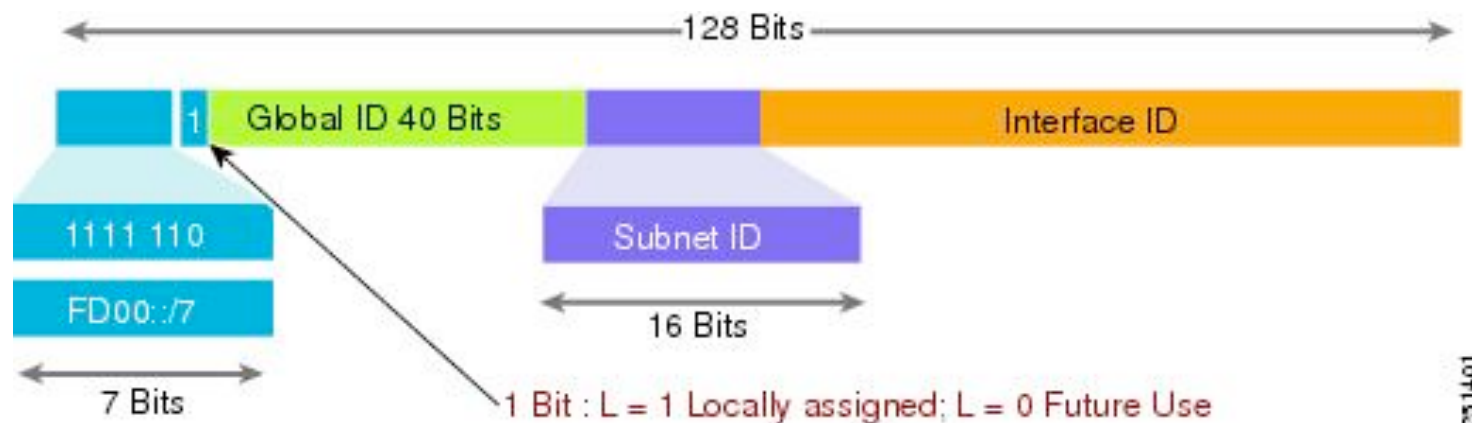 128 Bits
1
Global ID 40 Bits
Interface ID
1111 110
Subnet ID
FD00::/7
16 Bits
7 Bits
1 Bit : L = 1 Locally assigned; L = 0 Future Use